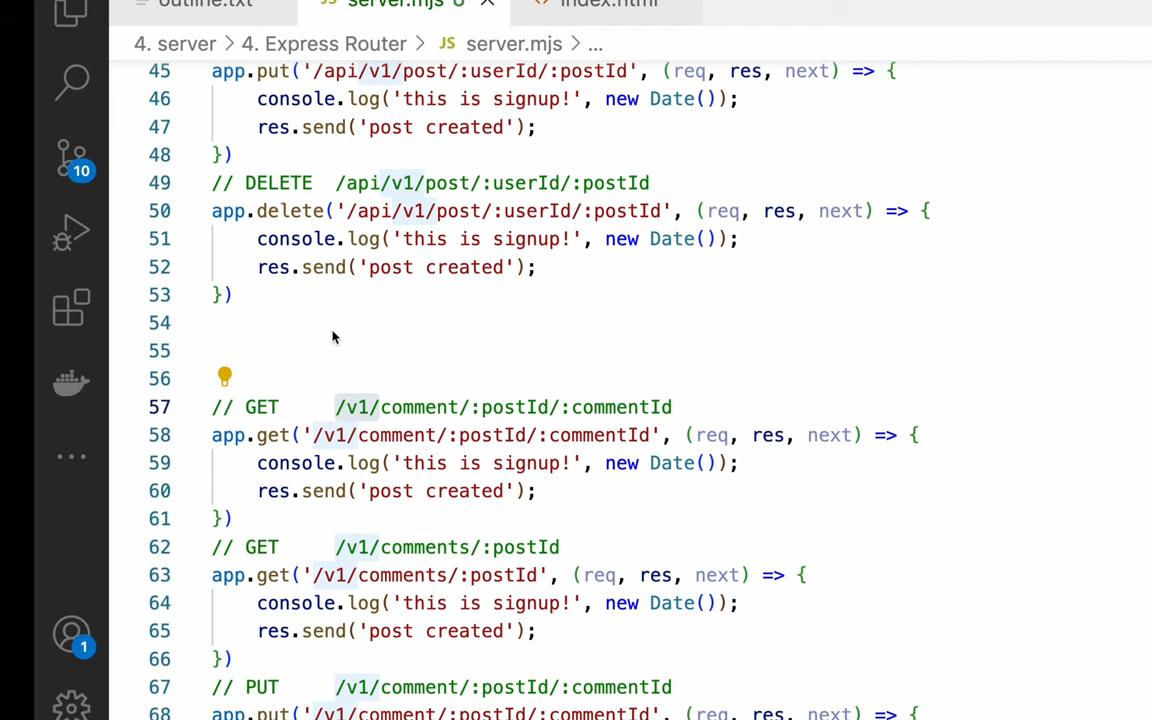 outline.txt JS server.mjs 6 index.html
4. server > 4. Express Router > JS server.mjs > ...
45 app.put('/api/v1/post/:userId/:postId', (req, res, next) => {
46 console.log('this is signup!', new Date());
47 res.send('post created');
48 })
49 // DELETE /api/v1/post/:userId/:postId
50 app.delete('/api/v1/post/:userId/:postId', (req, res, next) => {
51 console.log('this is signup!', new Date());
52 res.send('post created');
53 })
54
55
56
57 // GET /v1/comment/:postId/:commentId
58 app.get('/v1/comment/:postId/:commentId', (req, res, next) => {
59 console.log('this is signup!', new Date());
60 res.send('post created');
61 })
62 // GET /v1/comments/:postId
63 app.get('/v1/comments/:postId', (req, res, next) => {
64 console.log('this is signup!', new Date());
65 res.send('post created');
66 })
67 // PUT /v1/comment/:postId/:commentId
68 app.put('/v1/comment/:postId/:commentId', (req, res, next) => {
10
1